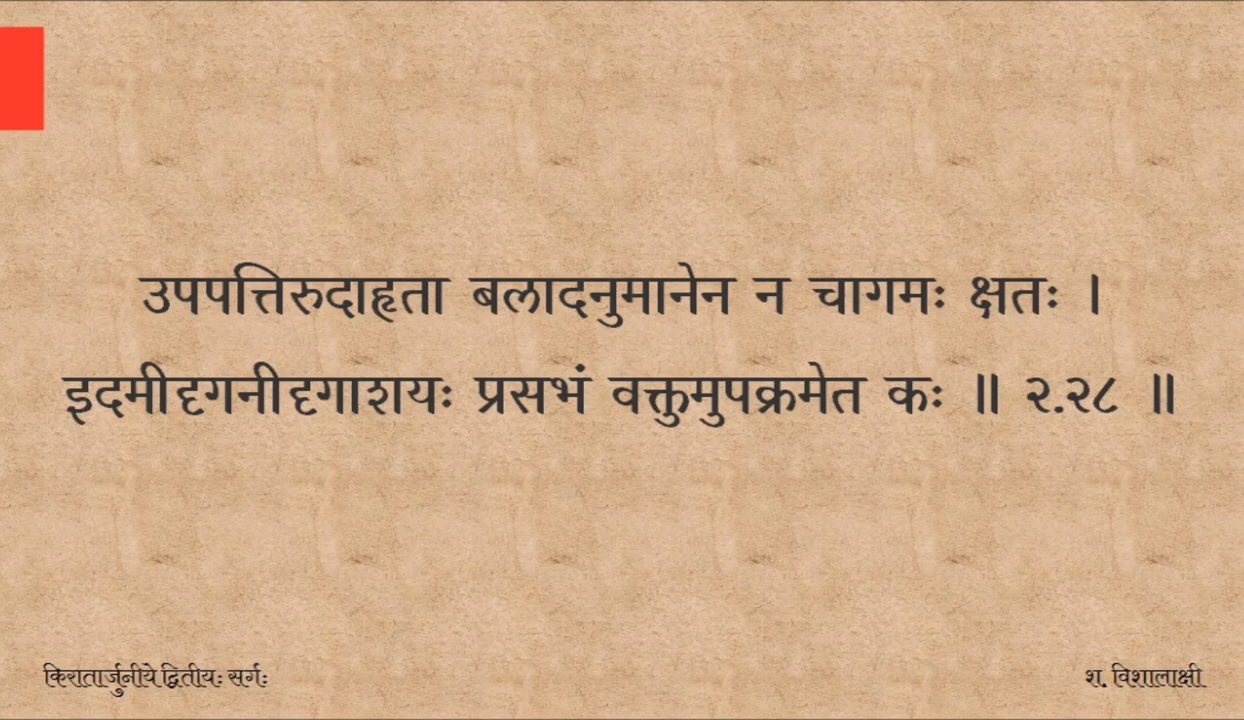 उपपत्तिरुदाहृता बलादनुमानेन न चागमः क्षतः ।
इदमीदृगनीदृगाशयः प्रसभं वक्तुमुपक्रमेत कः ॥ २.२८ ॥
किरातार्जुनीये द्वितीयः सर्गः
श. विशालाक्षी